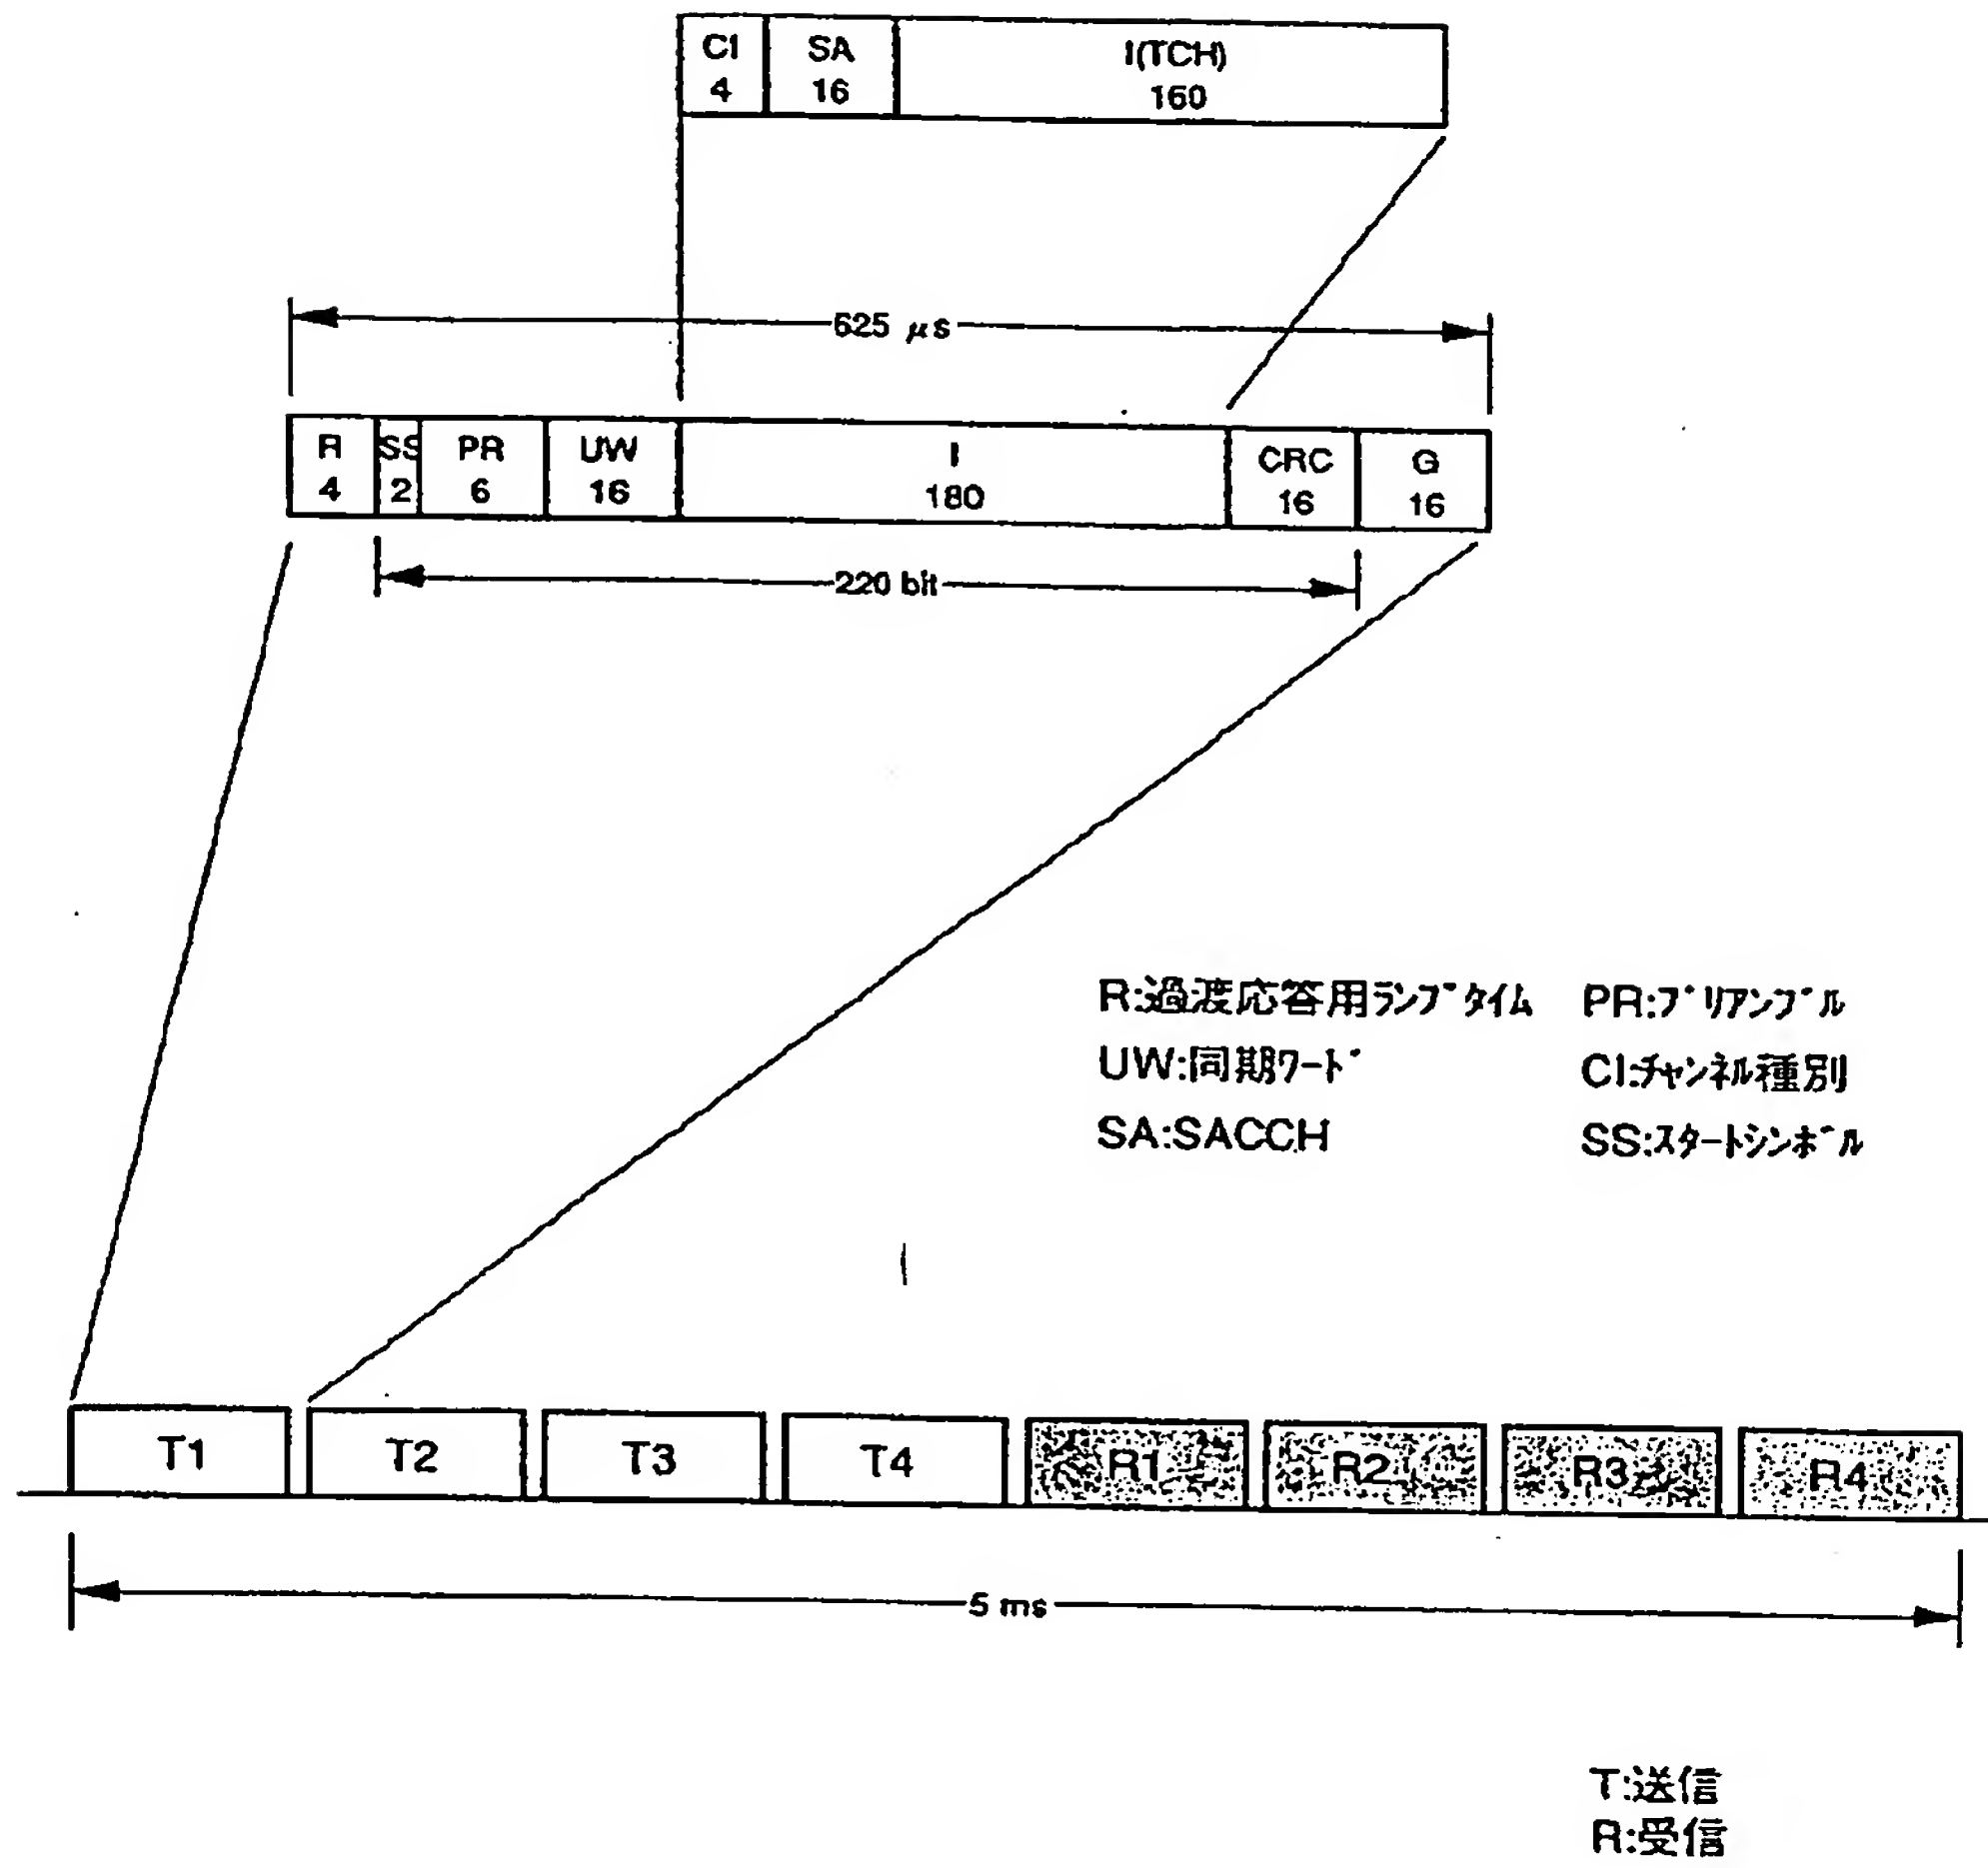 CI SA I(TCH)
4 16 160
625 μs
R SS PR UW I CRC G
4 2 6 16 180 16 16
220 bit
R:過渡応答用ランプタイム PR:プリアンブル
UW:同期ワード CI:チャンネル種別
SA:SACCH SS:スタートシンボル
T1 T2 T3 T4 R1 R2 R3 R4
5 ms
T:送信
R:受信